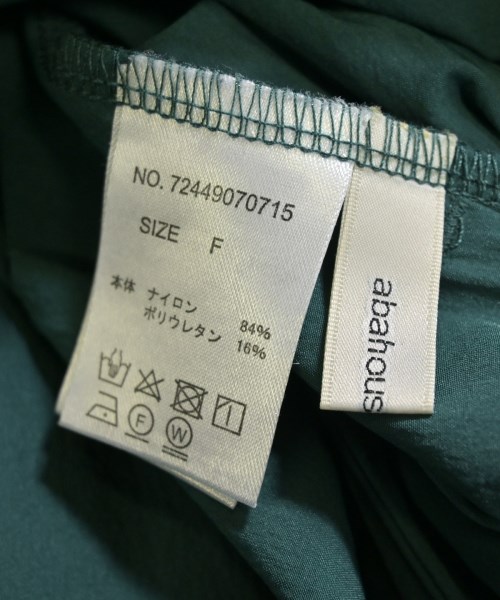 NO. 72449070715
SIZE F
本体 ナイロン 84%
ポリウレタン 16%
F
W
abahous